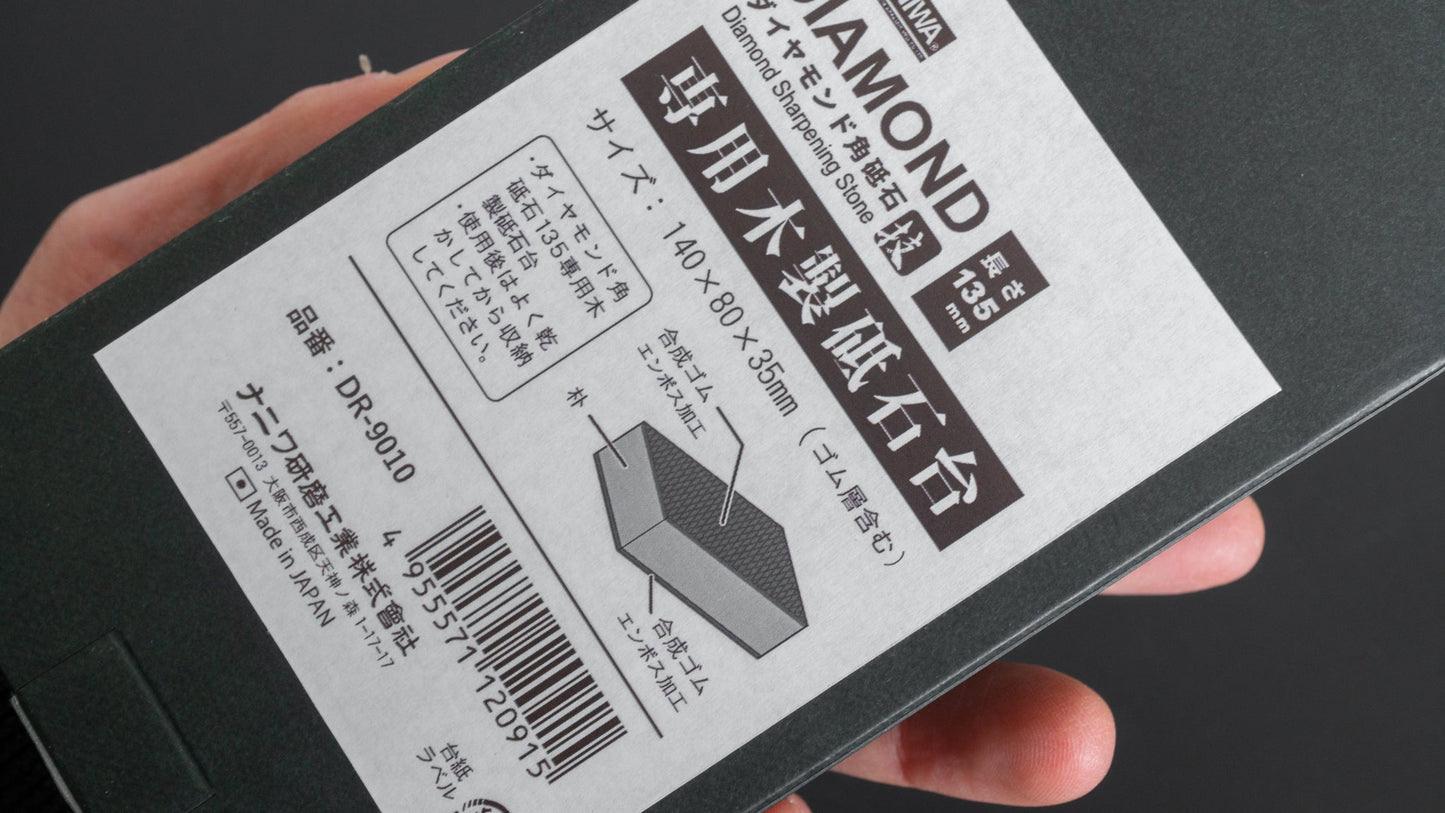 DIAMOND
ダイヤモンド角砥石 技
Diamond Sharpening Stone
長さ
135
mm
専用木製砥石台
サイズ：140×80×35mm（ゴム層含む）
・ダイヤモンド角
砥石135専用木
製砥石台
・使用後はよく乾
かしてから収納
してください。
合成ゴム
エンボス加工
朴
合成ゴム
エンボス加工
品番：DR-9010
ナニワ研磨工業株式會社
〒557-0013 大阪市西成区天神ノ森 1-17-17
Made in JAPAN
4 955571 120915
台紙
ラベル